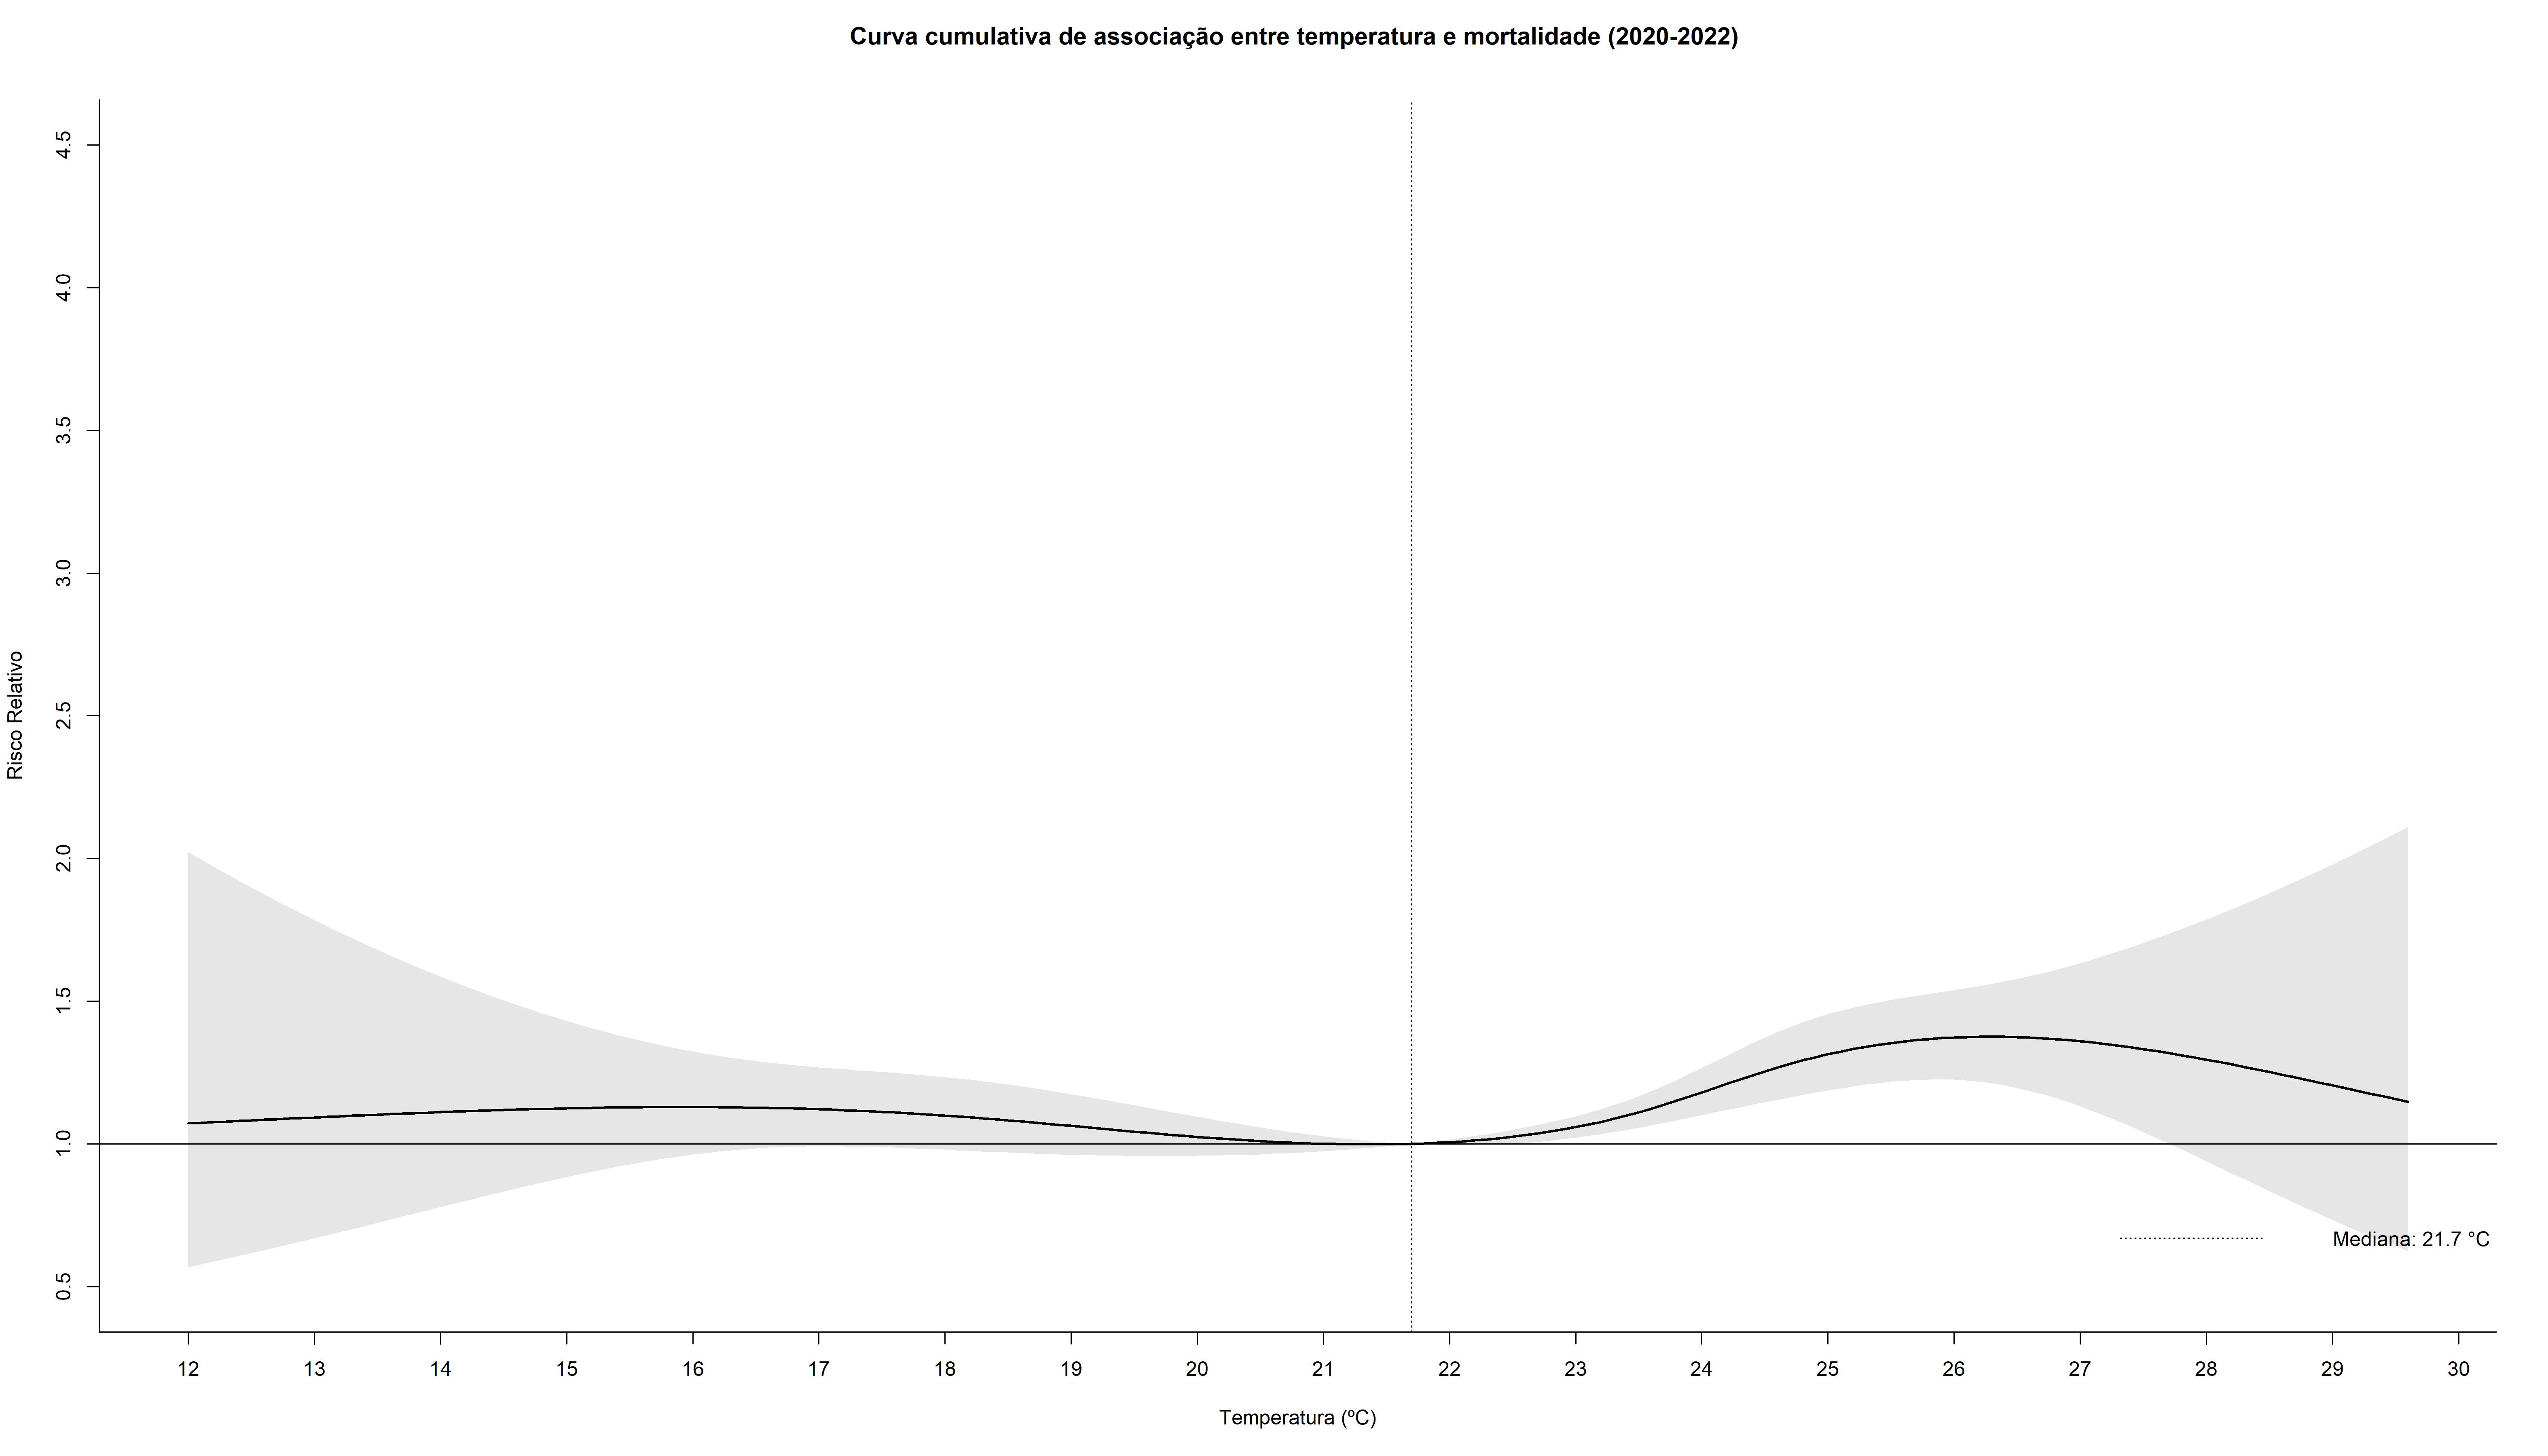 Curva cumulativa de associação entre temperatura e mortalidade (2020-2022)
Risco Relativo
4.5
4.0
3.5
3.0
2.5
2.0
1.5
1.0
0.5
Mediana: 21.7 °C
12 13 14 15 16 17 18 19 20 21 22 23 24 25 26 27 28 29 30
Temperatura (ºC)